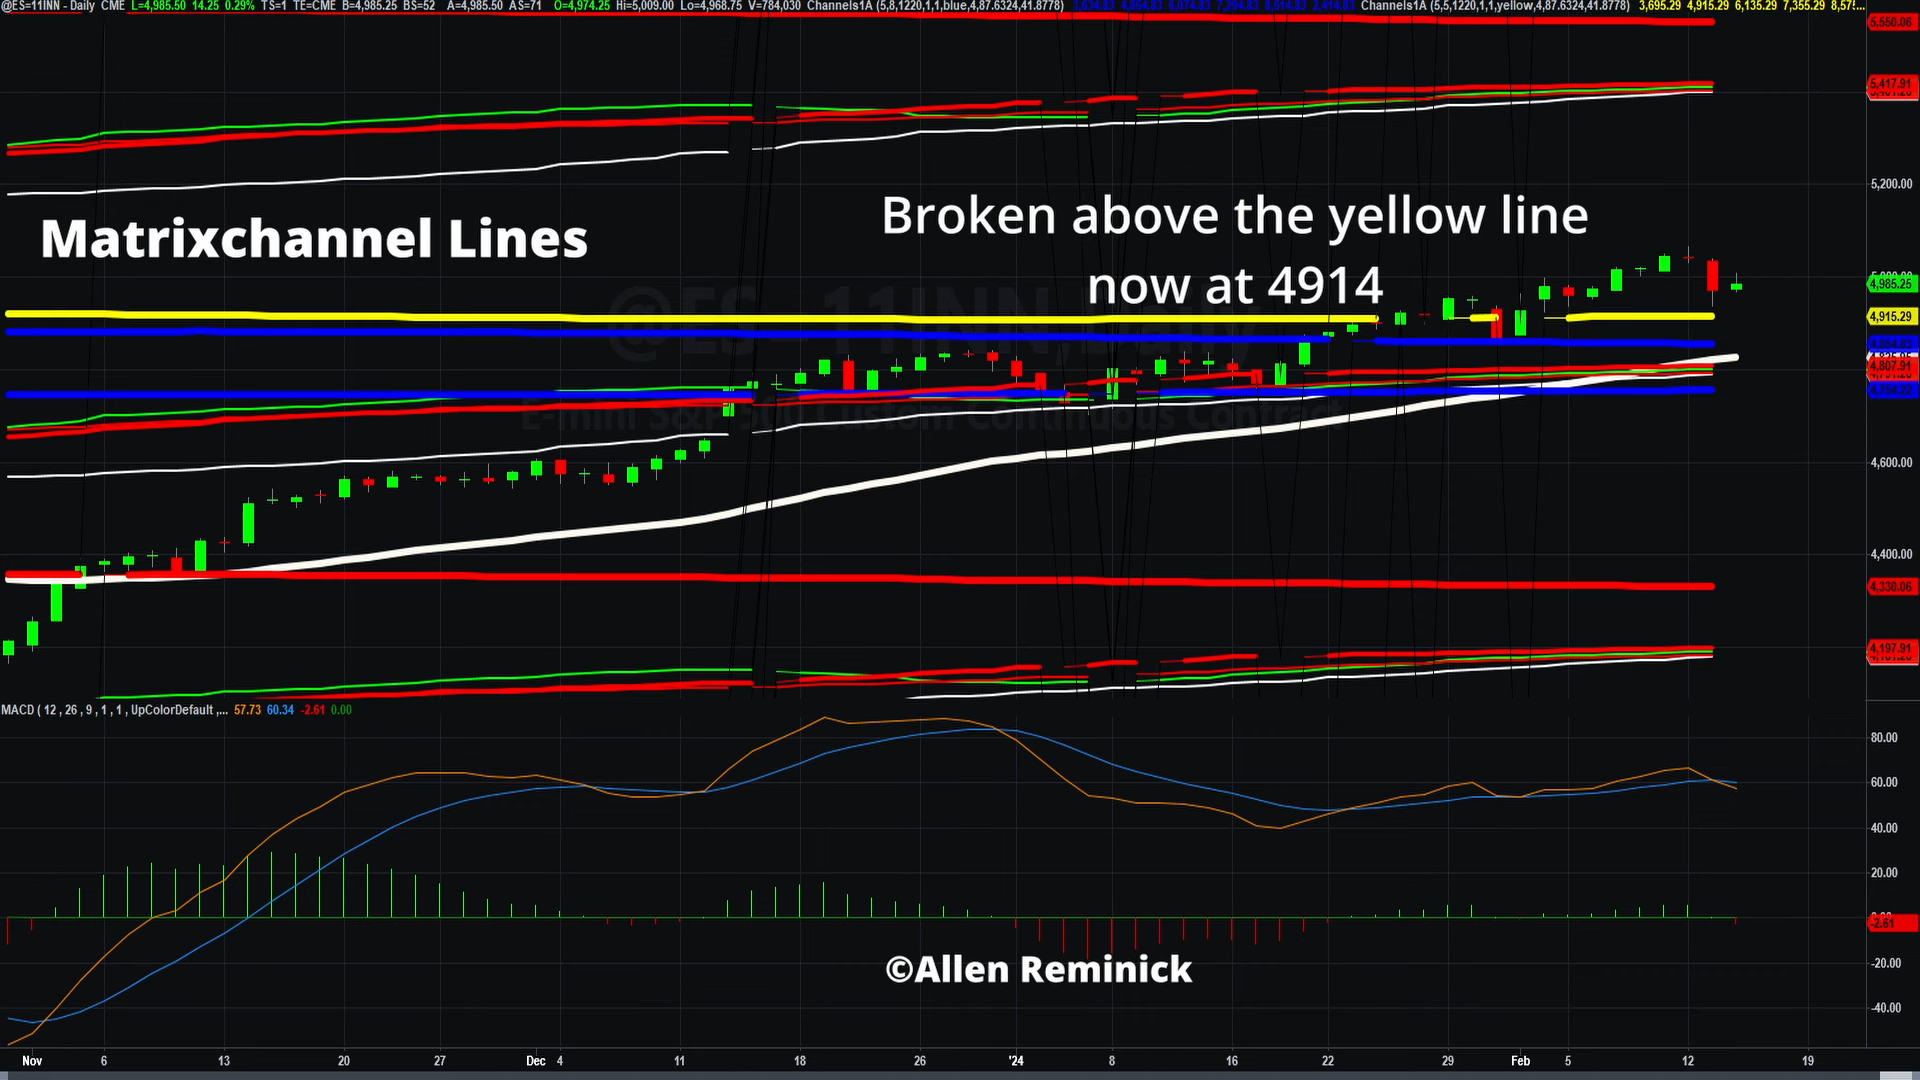 @ES=11INN - Daily CME L=4,985.50 14.25 0.29% TS=1 TE=CME B=4,985.25 BS=52 A=4,985.50 AS=71 O=4,974.25 Hi=5,009.00 Lo=4,968.75 V=784,030 Channels1A (5,8,1220,1,1,blue,4,87.6324,41.8778) Channels1A (5,5,1220,1,1,yellow,4,87.6324,41.8778) 3,695.29 4,915.29 6,135.29 7,355.29
5,550.06
5,417.91
5,200.00
Matrixchannel Lines
Broken above the yellow line
now at 4914
4,985.25
4,915.29
4,807.91
4,600.00
4,400.00
4,330.06
4,197.91
@ES=11INN,Daily
E-mini S&P 500 Custom Continuous Contract
MACD ( 12 , 26 , 9 , 1 , 1 , UpColorDefault ,... 57.73 60.34 -2.61 0.00
80.00
60.00
40.00
20.00
-2.61
-20.00
-40.00
©Allen Reminick
Nov 6 13 20 27 Dec 4 11 18 26 '24 8 16 22 29 Feb 5 12 19